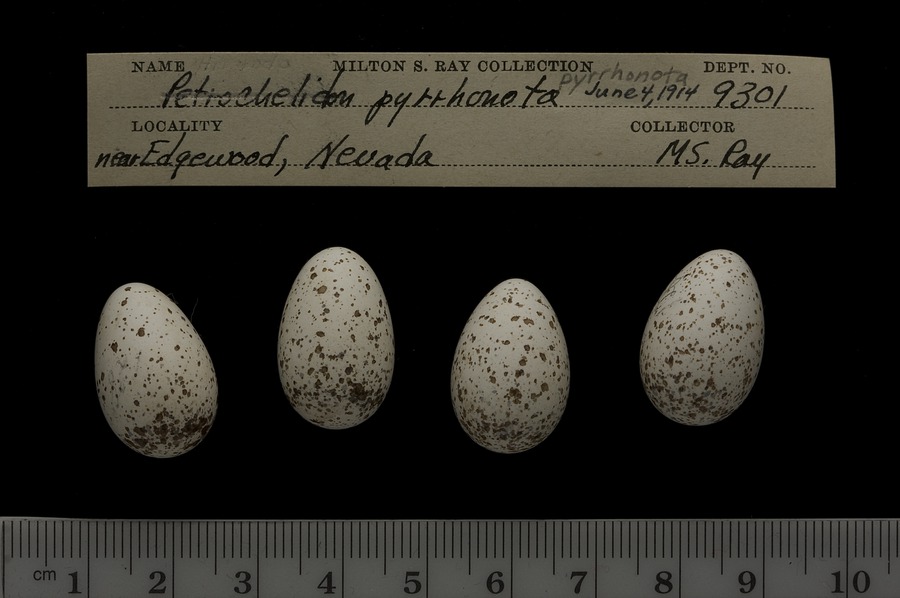 NAME MILTON S. RAY COLLECTION DEPT. NO.
pyrrhonota
Petrochelidon pyrrhonota June 4, 1914 9301
LOCALITY COLLECTOR
near Edgewood, Nevada M.S. Ray
cm 1 2 3 4 5 6 7 8 9 10